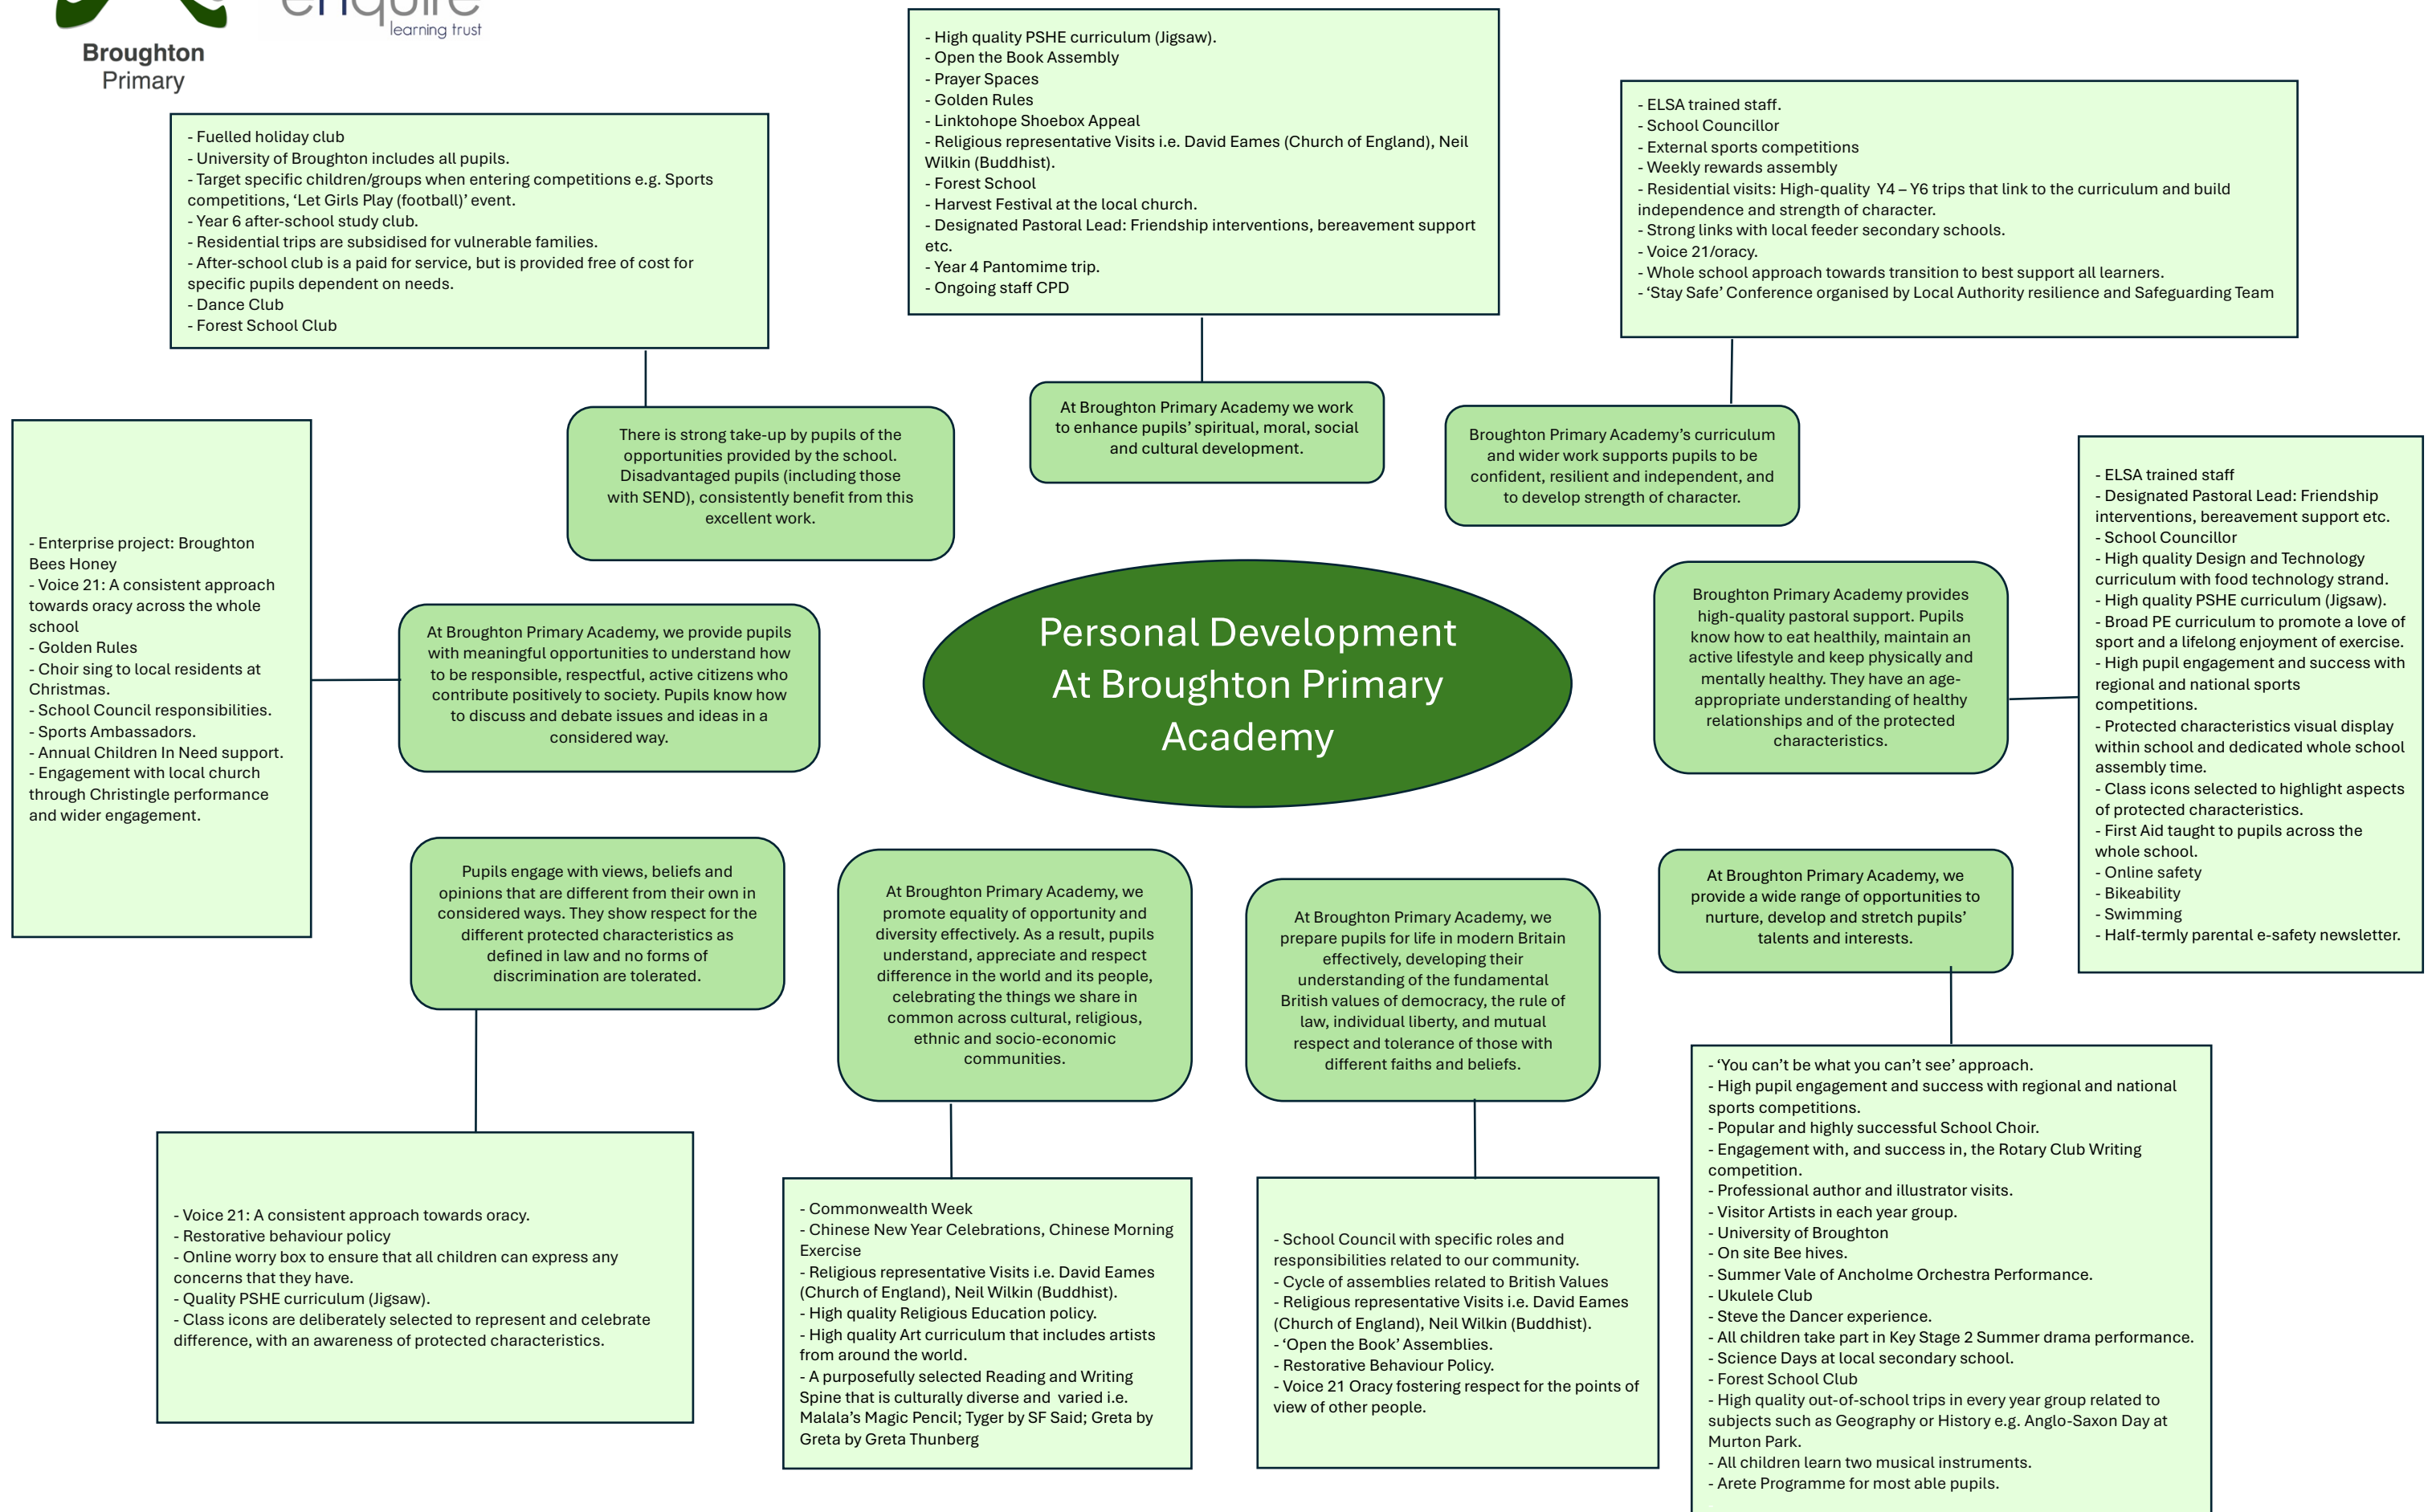 enquire
learning trust
Broughton
Primary
- Fuelled holiday club
- University of Broughton includes all pupils.
- Target specific children/groups when entering competitions e.g. Sports
competitions, ‘Let Girls Play (football)’ event.
- Year 6 after-school study club.
- Residential trips are subsidised for vulnerable families.
- After-school club is a paid for service, but is provided free of cost for
specific pupils dependent on needs.
- Dance Club
- Forest School Club
- High quality PSHE curriculum (Jigsaw).
- Open the Book Assembly
- Prayer Spaces
- Golden Rules
- Linktohope Shoebox Appeal
- Religious representative Visits i.e. David Eames (Church of England), Neil
Wilkin (Buddhist).
- Forest School
- Harvest Festival at the local church.
- Designated Pastoral Lead: Friendship interventions, bereavement support
etc.
- Year 4 Pantomime trip.
- Ongoing staff CPD
- ELSA trained staff.
- School Councillor
- External sports competitions
- Weekly rewards assembly
- Residential visits: High-quality Y4 – Y6 trips that link to the curriculum and build
independence and strength of character.
- Strong links with local feeder secondary schools.
- Voice 21/oracy.
- Whole school approach towards transition to best support all learners.
- ‘Stay Safe’ Conference organised by Local Authority resilience and Safeguarding Team
There is strong take-up by pupils of the
opportunities provided by the school.
Disadvantaged pupils (including those
with SEND), consistently benefit from this
excellent work.
At Broughton Primary Academy we work
to enhance pupils’ spiritual, moral, social
and cultural development.
Broughton Primary Academy’s curriculum
and wider work supports pupils to be
confident, resilient and independent, and
to develop strength of character.
- Enterprise project: Broughton
Bees Honey
- Voice 21: A consistent approach
towards oracy across the whole
school
- Golden Rules
- Choir sing to local residents at
Christmas.
- School Council responsibilities.
- Sports Ambassadors.
- Annual Children In Need support.
- Engagement with local church
through Christingle performance
and wider engagement.
At Broughton Primary Academy, we provide pupils
with meaningful opportunities to understand how
to be responsible, respectful, active citizens who
contribute positively to society. Pupils know how
to discuss and debate issues and ideas in a
considered way.
Personal Development
At Broughton Primary
Academy
Broughton Primary Academy provides
high-quality pastoral support. Pupils
know how to eat healthily, maintain an
active lifestyle and keep physically and
mentally healthy. They have an age-
appropriate understanding of healthy
relationships and of the protected
characteristics.
- ELSA trained staff
- Designated Pastoral Lead: Friendship
interventions, bereavement support etc.
- School Councillor
- High quality Design and Technology
curriculum with food technology strand.
- High quality PSHE curriculum (Jigsaw).
- Broad PE curriculum to promote a love of
sport and a lifelong enjoyment of exercise.
- High pupil engagement and success with
regional and national sports
competitions.
- Protected characteristics visual display
within school and dedicated whole school
assembly time.
- Class icons selected to highlight aspects
of protected characteristics.
- First Aid taught to pupils across the
whole school.
- Online safety
- Bikeability
- Swimming
- Half-termly parental e-safety newsletter.
Pupils engage with views, beliefs and
opinions that are different from their own in
considered ways. They show respect for the
different protected characteristics as
defined in law and no forms of
discrimination are tolerated.
At Broughton Primary Academy, we
promote equality of opportunity and
diversity effectively. As a result, pupils
understand, appreciate and respect
difference in the world and its people,
celebrating the things we share in
common across cultural, religious,
ethnic and socio-economic
communities.
At Broughton Primary Academy, we
prepare pupils for life in modern Britain
effectively, developing their
understanding of the fundamental
British values of democracy, the rule of
law, individual liberty, and mutual
respect and tolerance of those with
different faiths and beliefs.
At Broughton Primary Academy, we
provide a wide range of opportunities to
nurture, develop and stretch pupils’
talents and interests.
- Voice 21: A consistent approach towards oracy.
- Restorative behaviour policy
- Online worry box to ensure that all children can express any
concerns that they have.
- Quality PSHE curriculum (Jigsaw).
- Class icons are deliberately selected to represent and celebrate
difference, with an awareness of protected characteristics.
- Commonwealth Week
- Chinese New Year Celebrations, Chinese Morning
Exercise
- Religious representative Visits i.e. David Eames
(Church of England), Neil Wilkin (Buddhist).
- High quality Religious Education policy.
- High quality Art curriculum that includes artists
from around the world.
- A purposefully selected Reading and Writing
Spine that is culturally diverse and varied i.e.
Malala’s Magic Pencil; Tyger by SF Said; Greta by
Greta by Greta Thunberg
- School Council with specific roles and
responsibilities related to our community.
- Cycle of assemblies related to British Values
- Religious representative Visits i.e. David Eames
(Church of England), Neil Wilkin (Buddhist).
- ‘Open the Book’ Assemblies.
- Restorative Behaviour Policy.
- Voice 21 Oracy fostering respect for the points of
view of other people.
- ‘You can’t be what you can’t see’ approach.
- High pupil engagement and success with regional and national
sports competitions.
- Popular and highly successful School Choir.
- Engagement with, and success in, the Rotary Club Writing
competition.
- Professional author and illustrator visits.
- Visitor Artists in each year group.
- University of Broughton
- On site Bee hives.
- Summer Vale of Ancholme Orchestra Performance.
- Ukulele Club
- Steve the Dancer experience.
- All children take part in Key Stage 2 Summer drama performance.
- Science Days at local secondary school.
- Forest School Club
- High quality out-of-school trips in every year group related to
subjects such as Geography or History e.g. Anglo-Saxon Day at
Murton Park.
- All children learn two musical instruments.
- Arete Programme for most able pupils.